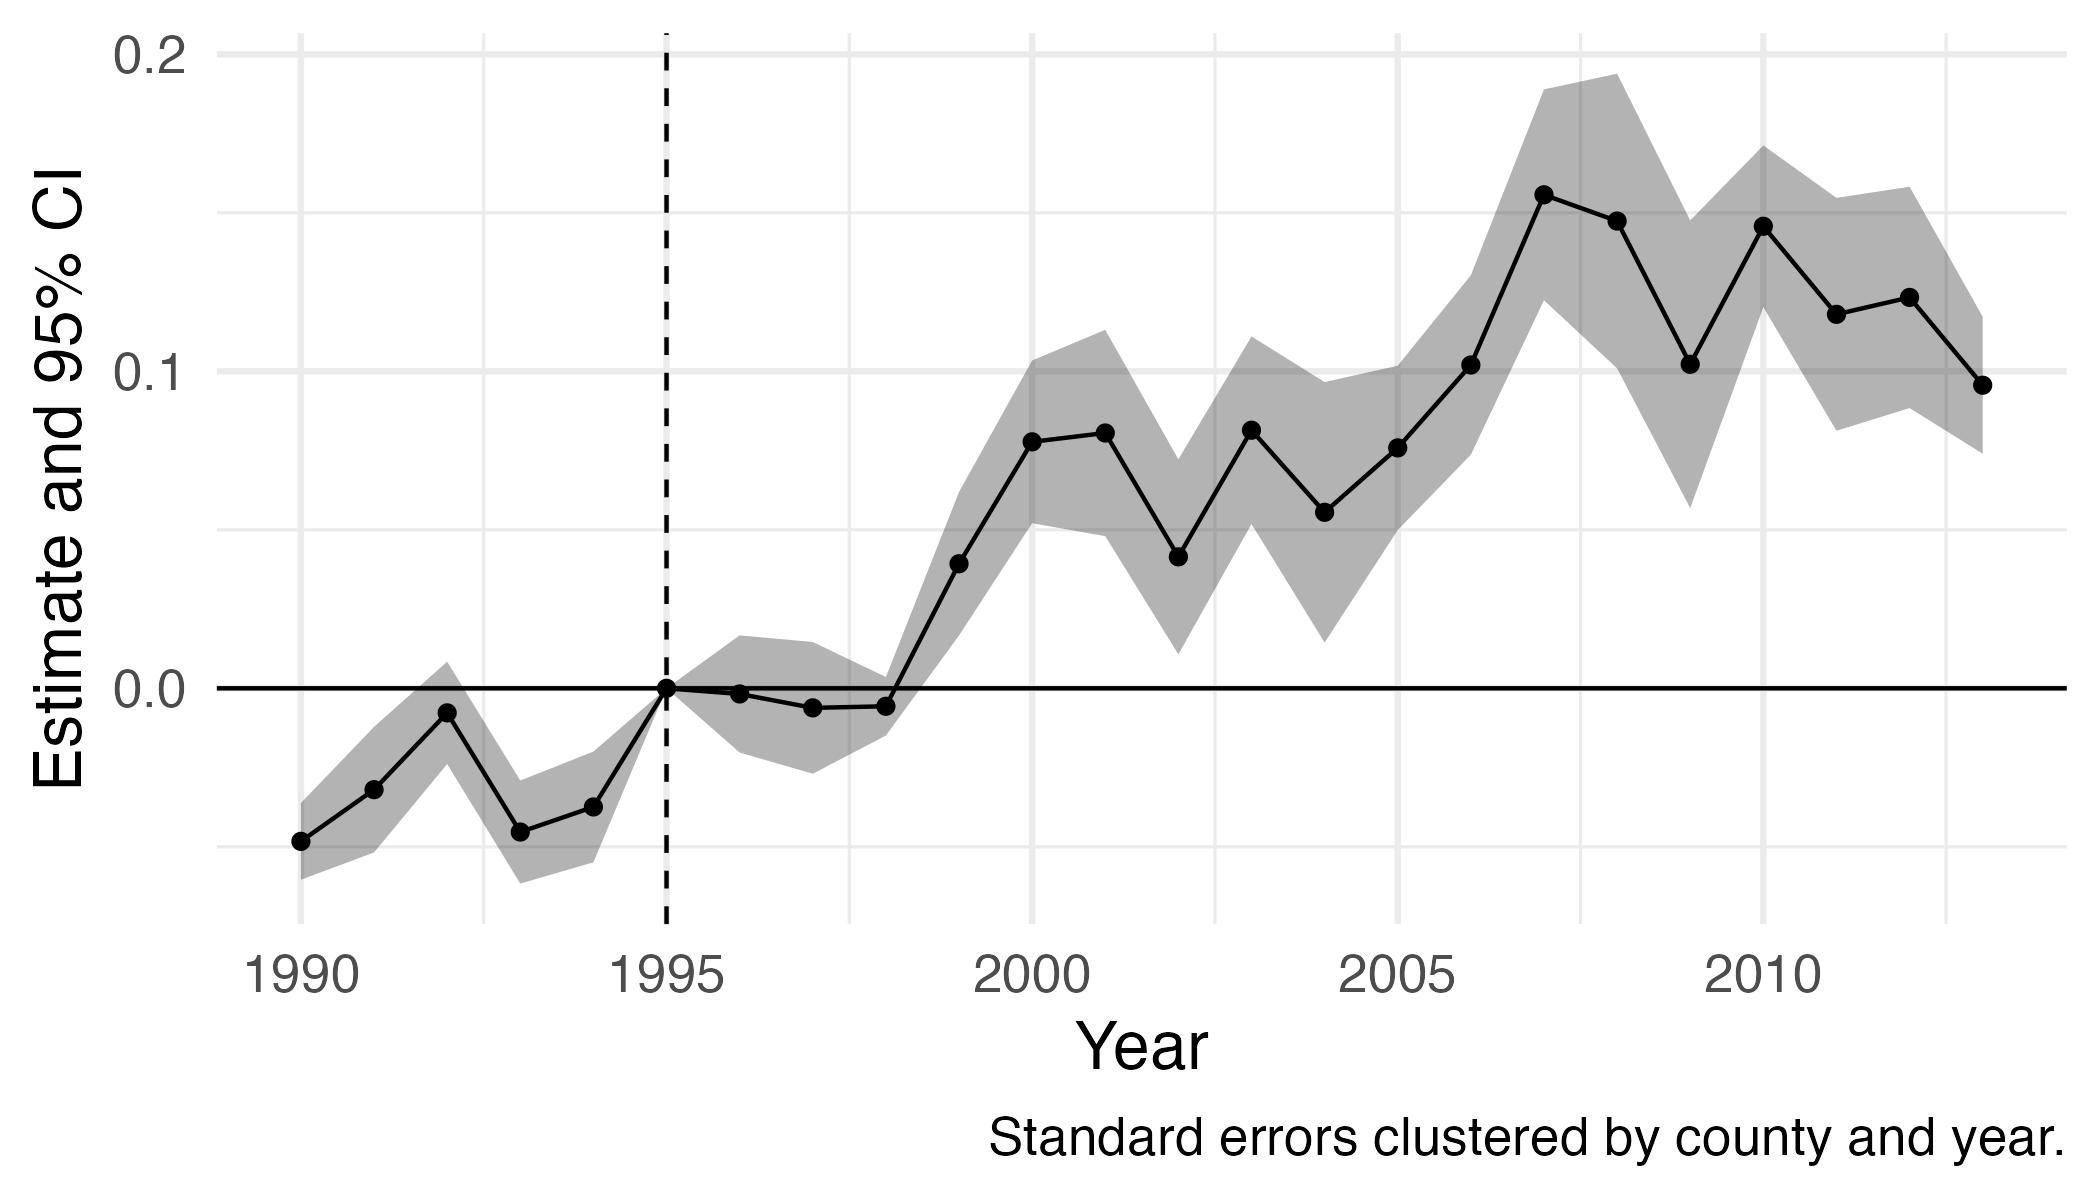 Estimate and 95% CI
0.2
0.1
0.0
1990 1995 2000 2005 2010
Year
Standard errors clustered by county and year.